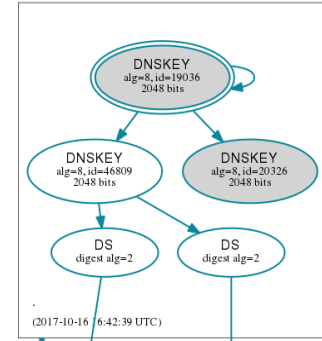 DNSKEY
alg=8, id=19036
2048 bits
DNSKEY
alg=8, id=46809
2048 bits
DNSKEY
alg=8, id=20326
2048 bits
DS
digest alg=2
DS
digest alg=2
.
(2017-10-16 16:42:39 UTC)